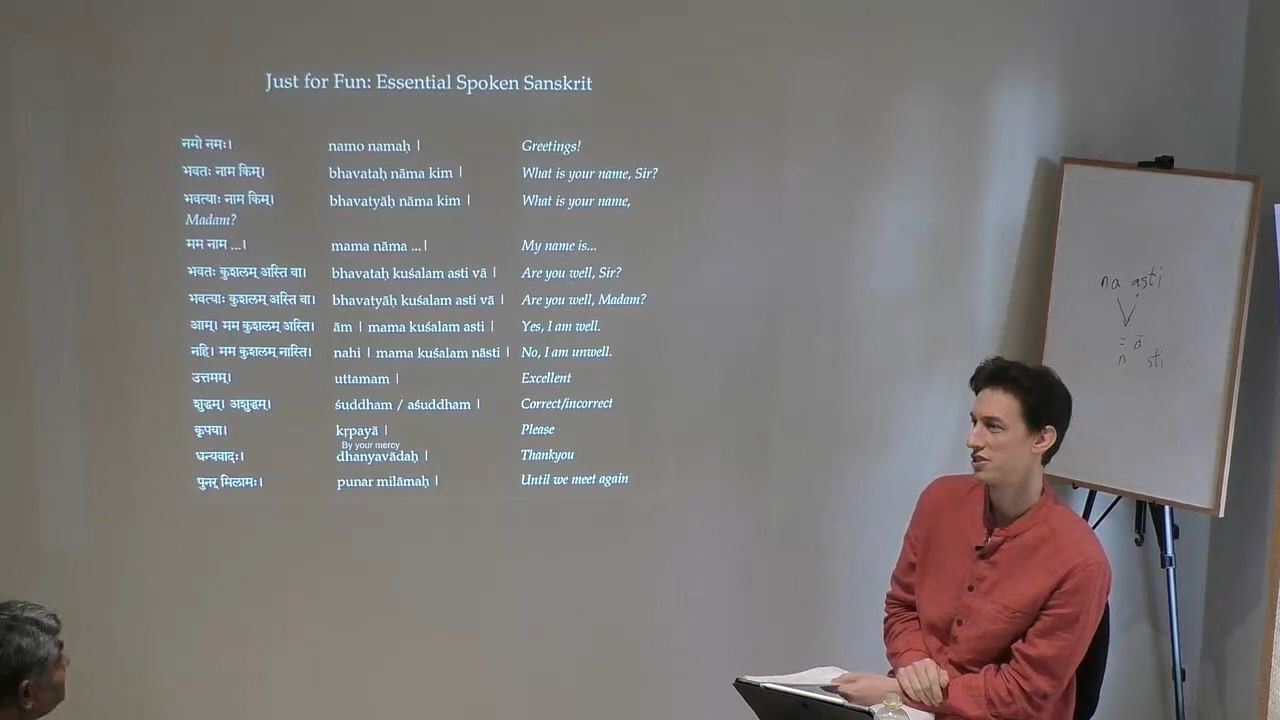 Just for Fun: Essential Spoken Sanskrit
नमो नमः। namo namaḥ | Greetings!
भवतः नाम किम्। bhavataḥ nāma kim | What is your name, Sir?
भवत्याः नाम किम्। bhavatyāḥ nāma kim | What is your name,
Madam?
मम नाम ...। mama nāma ... | My name is...
भवतः कुशलम् अस्ति वा। bhavataḥ kuśalam asti vā | Are you well, Sir?
भवत्याः कुशलम् अस्ति वा। bhavatyāḥ kuśalam asti vā | Are you well, Madam?
आम्। मम कुशलम् अस्ति। ām | mama kuśalam asti | Yes, I am well.
नहि। मम कुशलम् नास्ति। nahi | mama kuśalam nāsti | No, I am unwell.
उत्तमम्। uttamam | Excellent
शुद्धम्। अशुद्धम्। śuddham / aśuddham | Correct/incorrect
कृपया। kṛpayā | Please
By your mercy
धन्यवादः। dhanyavādaḥ | Thankyou
पुनर् मिलामः। punar milāmaḥ | Until we meet again
na asti
= ā
n sti